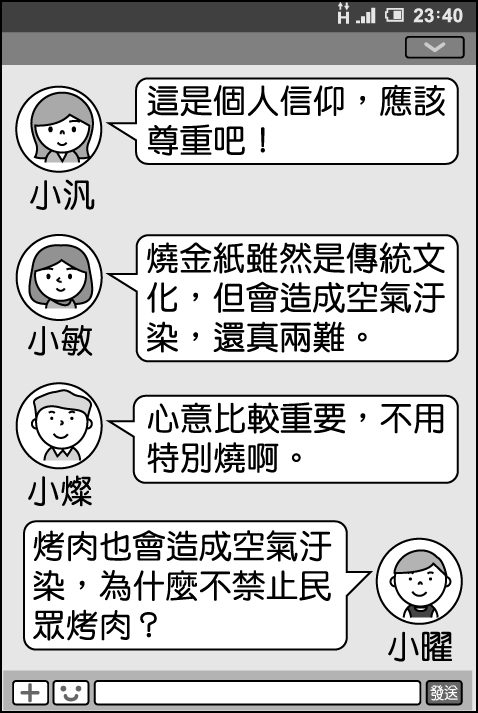 H 23:40
這是個人信仰，應該
尊重吧！
小汎
燒金紙雖然是傳統文
化，但會造成空氣汙
染，還真兩難。
小敏
心意比較重要，不用
特別燒啊。
小燦
烤肉也會造成空氣汙
染，為什麼不禁止民
眾烤肉？
小曜
發送